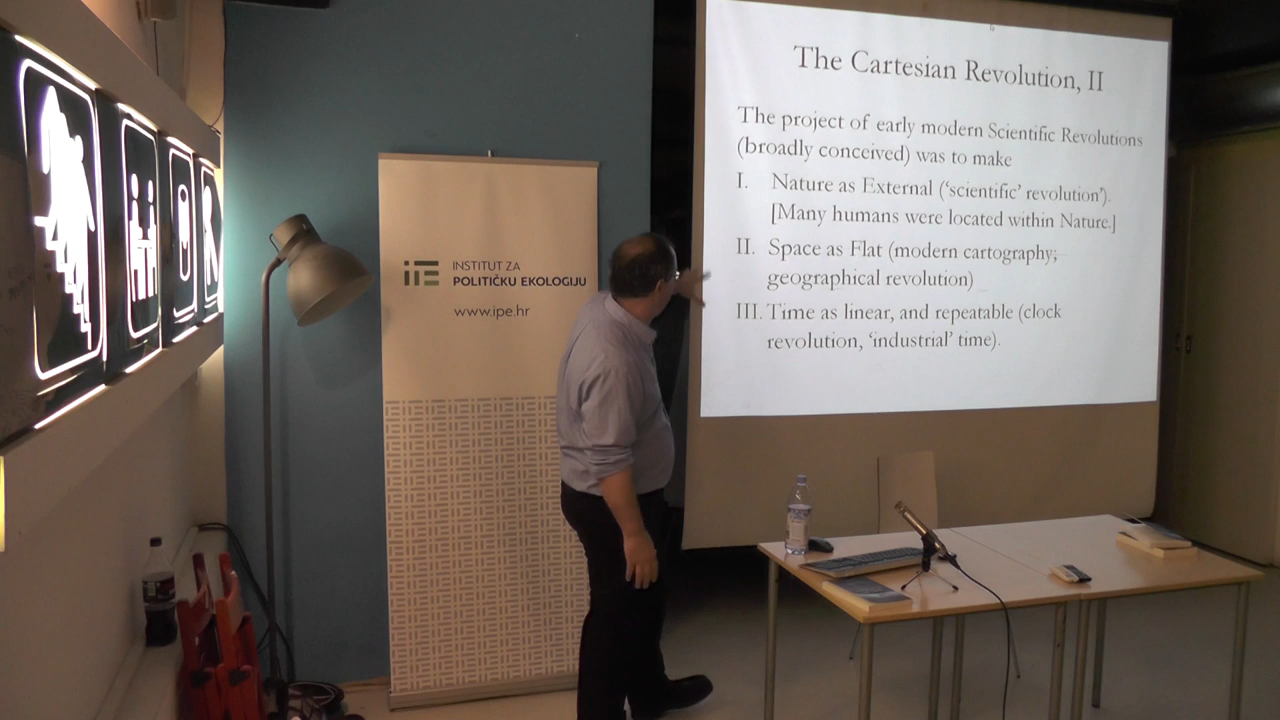 INSTITUT ZA
POLITIČKU EKOLOGIJU
www.ipe.hr
The Cartesian Revolution, II
The project of early modern Scientific Revolutions
(broadly conceived) was to make
I. Nature as External (‘scientific’ revolution’).
[Many humans were located within Nature.]
II. Space as Flat (modern cartography;
geographical revolution)
III. Time as linear, and repeatable (clock
revolution, ‘industrial’ time).